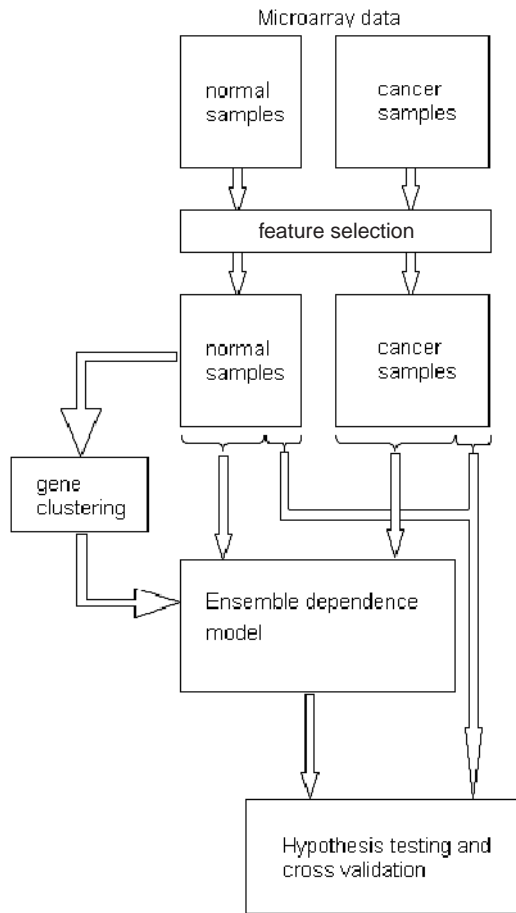 Microarray data
normal
samples
cancer
samples
feature selection
normal
samples
cancer
samples
gene
clustering
Ensemble dependence
model
Hypothesis testing and
cross validation